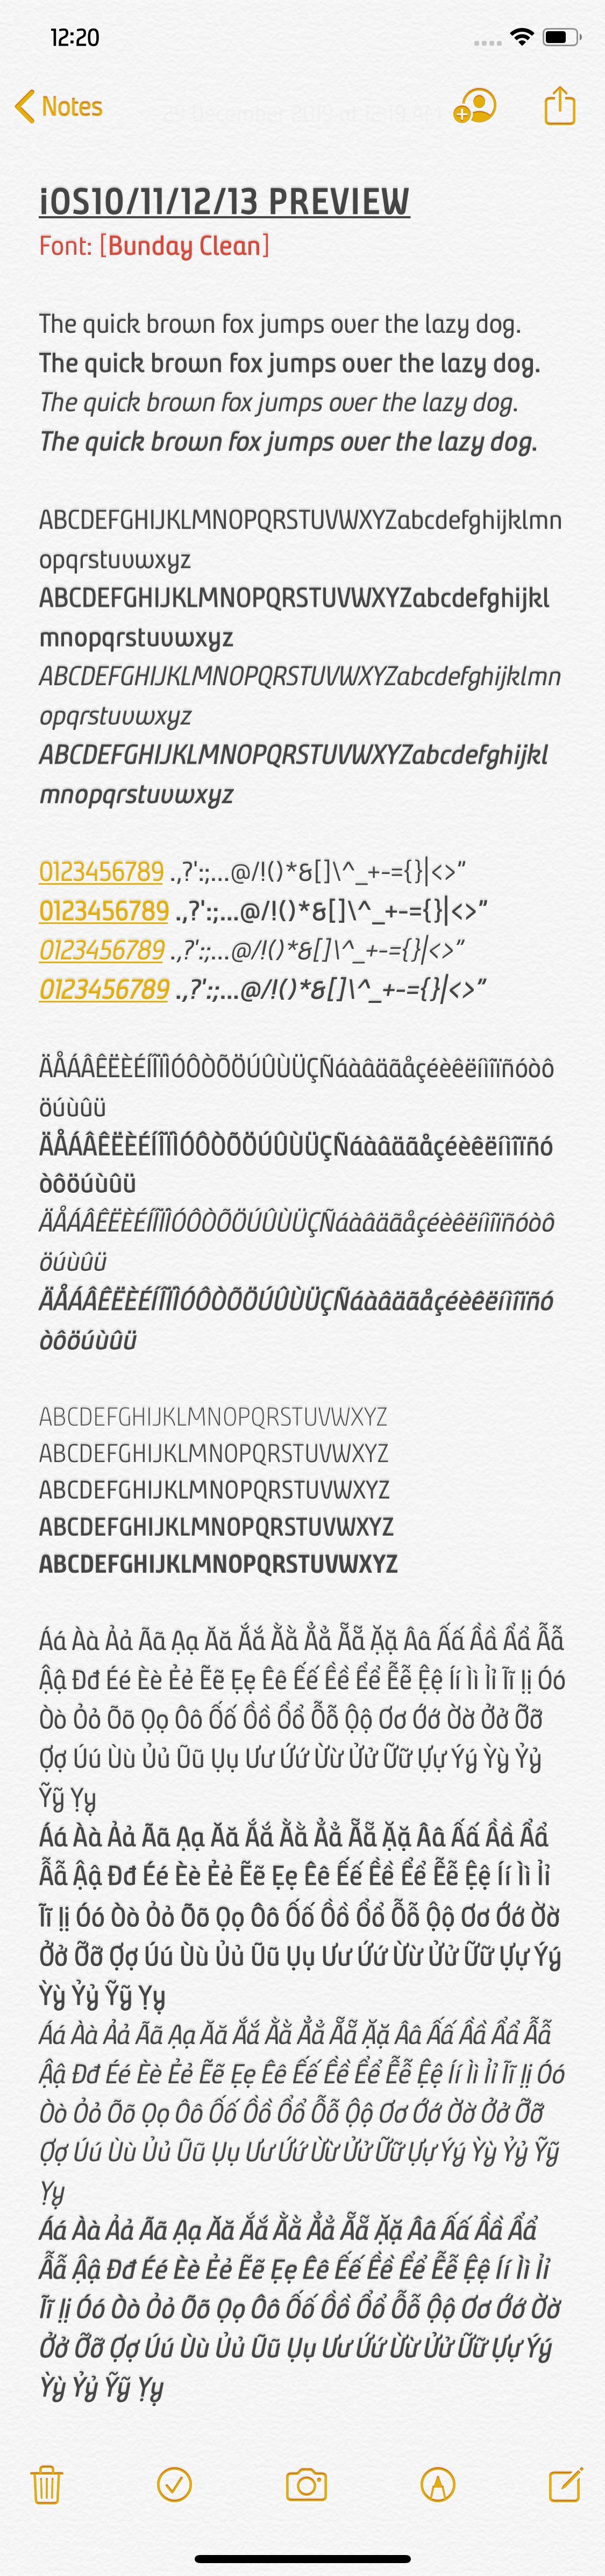 12:20
Notes
iOS10/11/12/13 PREVIEW
Font: [Bunday Clean]
The quick brown fox jumps over the lazy dog.
The quick brown fox jumps over the lazy dog.
The quick brown fox jumps over the lazy dog.
The quick brown fox jumps over the lazy dog.
ABCDEFGHIJKLMNOPQRSTUVWXYZabcdefghijklmn
opqrstuvwxyz
ABCDEFGHIJKLMNOPQRSTUVWXYZabcdefghijkl
mnopqrstuvwxyz
ABCDEFGHIJKLMNOPQRSTUVWXYZabcdefghijklmn
opqrstuvwxyz
ABCDEFGHIJKLMNOPQRSTUVWXYZabcdefghijkl
mnopqrstuvwxyz
0123456789 .,?':;...@/!()*&[]\^_+-={}|<>”
0123456789 .,?':;...@/!()*&[]\^_+-={}|<>”
0123456789 .,?':;...@/!()*&[]\^_+-={}|<>”
0123456789 .,?':;...@/!()*&[]\^_+-={}|<>”
ÄÅÁÂÊËÈÉÍÎÏÌÓÔÒÕÖÚÛÙÜÇÑáàâäãåçéèêëíìîïñóòô
öúùûü
ÄÅÁÂÊËÈÉÍÎÏÌÓÔÒÕÖÚÛÙÜÇÑáàâäãåçéèêëíìîïñó
òôöúùûü
ÄÅÁÂÊËÈÉÍÎÏÌÓÔÒÕÖÚÛÙÜÇÑáàâäãåçéèêëíìîïñóòô
öúùûü
ÄÅÁÂÊËÈÉÍÎÏÌÓÔÒÕÖÚÛÙÜÇÑáàâäãåçéèêëíìîïñó
òôöúùûü
ABCDEFGHIJKLMNOPQRSTUVWXYZ
ABCDEFGHIJKLMNOPQRSTUVWXYZ
ABCDEFGHIJKLMNOPQRSTUVWXYZ
ABCDEFGHIJKLMNOPQRSTUVWXYZ
ABCDEFGHIJKLMNOPQRSTUVWXYZ
Áá Àà Ảả Ãã Ạạ Ăă Ắắ Ằằ Ẳẳ Ẵẵ Ặặ Ââ Ấấ Ầầ Ẩẩ Ẫẫ
Ậậ Đđ Éé Èè Ẻẻ Ẽẽ Ẹẹ Êê Ếế Ềề Ểể Ễễ Ệệ Íí Ìì Ỉỉ Ĩĩ Ịị Óó
Òò Ỏỏ Õõ Ọọ Ôô Ốố Ồồ Ổổ Ỗỗ Ộộ Ơơ Ớớ Ờờ Ởở Ỡỡ
Ợợ Úú Ùù Ủủ Ũũ Ụụ Ưư Ứứ Ừừ Ửử Ữữ Ựự Ýý Ỳỳ Ỷỷ
Ỹỹ Ỵỵ
Áá Àà Ảả Ãã Ạạ Ăă Ắắ Ằằ Ẳẳ Ẵẵ Ặặ Ââ Ấấ Ầầ Ẩẩ
Ẫẫ Ậậ Đđ Éé Èè Ẻẻ Ẽẽ Ẹẹ Êê Ếế Ềề Ểể Ễễ Ệệ Íí Ìì Ỉỉ
Ĩĩ Ịị Óó Òò Ỏỏ Õõ Ọọ Ôô Ốố Ồồ Ổổ Ỗỗ Ộộ Ơơ Ớớ Ờờ
Ởở Ỡỡ Ợợ Úú Ùù Ủủ Ũũ Ụụ Ưư Ứứ Ừừ Ửử Ữữ Ựự Ýý
Ỳỳ Ỷỷ Ỹỹ Ỵỵ
Áá Àà Ảả Ãã Ạạ Ăă Ắắ Ằằ Ẳẳ Ẵẵ Ặặ Ââ Ấấ Ầầ Ẩẩ Ẫẫ
Ậậ Đđ Éé Èè Ẻẻ Ẽẽ Ẹẹ Êê Ếế Ềề Ểể Ễễ Ệệ Íí Ìì Ỉỉ Ĩĩ Ịị Óó
Òò Ỏỏ Õõ Ọọ Ôô Ốố Ồồ Ổổ Ỗỗ Ộộ Ơơ Ớớ Ờờ Ởở Ỡỡ
Ợợ Úú Ùù Ủủ Ũũ Ụụ Ưư Ứứ Ừừ Ửử Ữữ Ựự Ýý Ỳỳ Ỷỷ Ỹỹ
Ỵỵ
Áá Àà Ảả Ãã Ạạ Ăă Ắắ Ằằ Ẳẳ Ẵẵ Ặặ Ââ Ấấ Ầầ Ẩẩ
Ẫẫ Ậậ Đđ Éé Èè Ẻẻ Ẽẽ Ẹẹ Êê Ếế Ềề Ểể Ễễ Ệệ Íí Ìì Ỉỉ
Ĩĩ Ịị Óó Òò Ỏỏ Õõ Ọọ Ôô Ốố Ồồ Ổổ Ỗỗ Ộộ Ơơ Ớớ Ờờ
Ởở Ỡỡ Ợợ Úú Ùù Ủủ Ũũ Ụụ Ưư Ứứ Ừừ Ửử Ữữ Ựự Ýý
Ỳỳ Ỷỷ Ỹỹ Ỵỵ